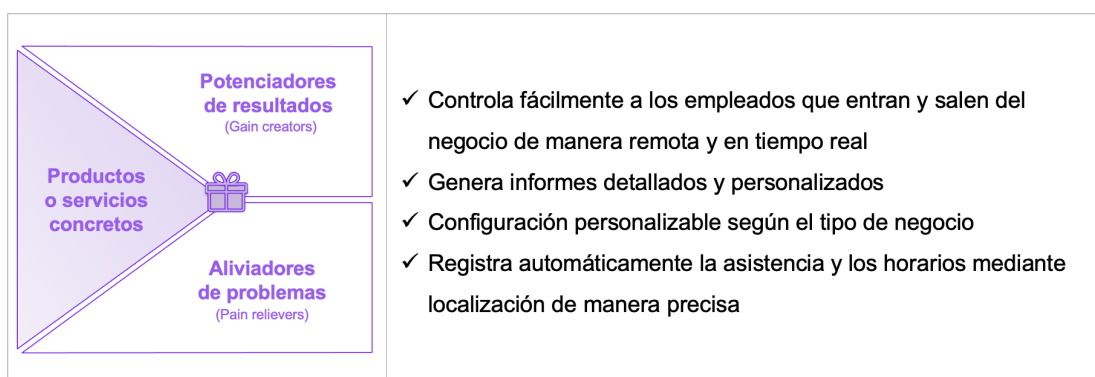 Potenciadores
de resultados
(Gain creators)
Productos
o servicios
concretos
Aliviadores
de problemas
(Pain relievers)
✓ Controla fácilmente a los empleados que entran y salen del
negocio de manera remota y en tiempo real
✓ Genera informes detallados y personalizados
✓ Configuración personalizable según el tipo de negocio
✓ Registra automáticamente la asistencia y los horarios mediante
localización de manera precisa